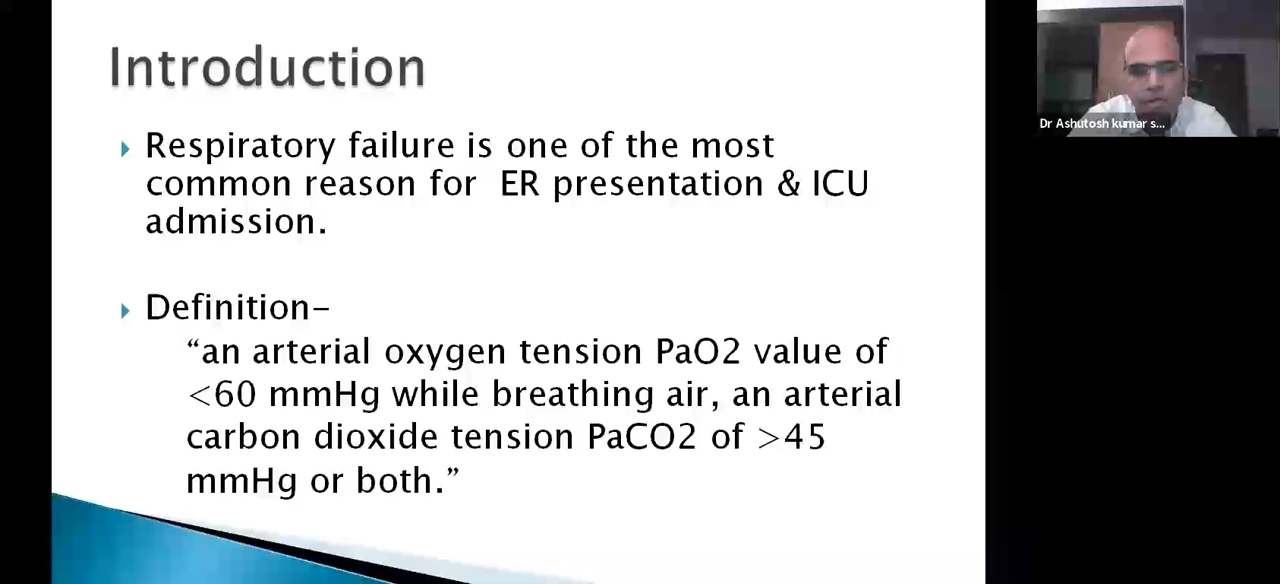 Introduction
Respiratory failure is one of the most
common reason for ER presentation & ICU
admission.
Definition-
“an arterial oxygen tension PaO2 value of
<60 mmHg while breathing air, an arterial
carbon dioxide tension PaCO2 of >45
mmHg or both.”
Dr Ashutosh kumar s...